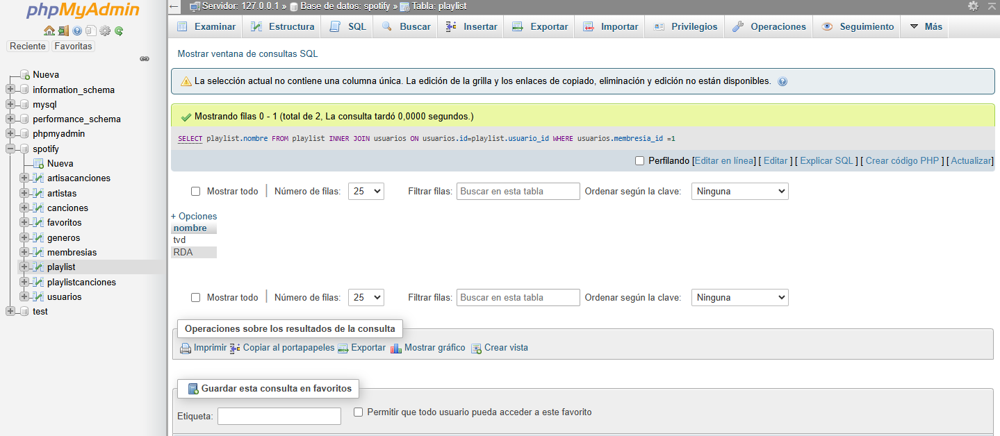 phpMyAdmin
Reciente Favoritas
Nueva
information_schema
mysql
performance_schema
phpmyadmin
spotify
Nueva
artisacanciones
artistas
canciones
favoritos
generos
membresias
playlist
playlistcanciones
usuarios
test
Servidor: 127.0.0.1 » Base de datos: spotify » Tabla: playlist
Examinar Estructura SQL Buscar Insertar Exportar Importar Privilegios Operaciones Seguimiento Más
Mostrar ventana de consultas SQL
La selección actual no contiene una columna única. La edición de la grilla y los enlaces de copiado, eliminación y edición no están disponibles.
Mostrando filas 0 - 1 (total de 2, La consulta tardó 0,0000 segundos.)
SELECT playlist.nombre FROM playlist INNER JOIN usuarios ON usuarios.id=playlist.usuario_id WHERE usuarios.membresia_id =1
Perfilando [Editar en línea] [ Editar ] [ Explicar SQL ] [ Crear código PHP ] [ Actualizar]
Mostrar todo Número de filas: 25 Filtrar filas: Buscar en esta tabla Ordenar según la clave: Ninguna
+ Opciones
nombre
tvd
RDA
Mostrar todo Número de filas: 25 Filtrar filas: Buscar en esta tabla Ordenar según la clave: Ninguna
Operaciones sobre los resultados de la consulta
Imprimir Copiar al portapapeles Exportar Mostrar gráfico Crear vista
Guardar esta consulta en favoritos
Etiqueta: Permitir que todo usuario pueda acceder a este favorito